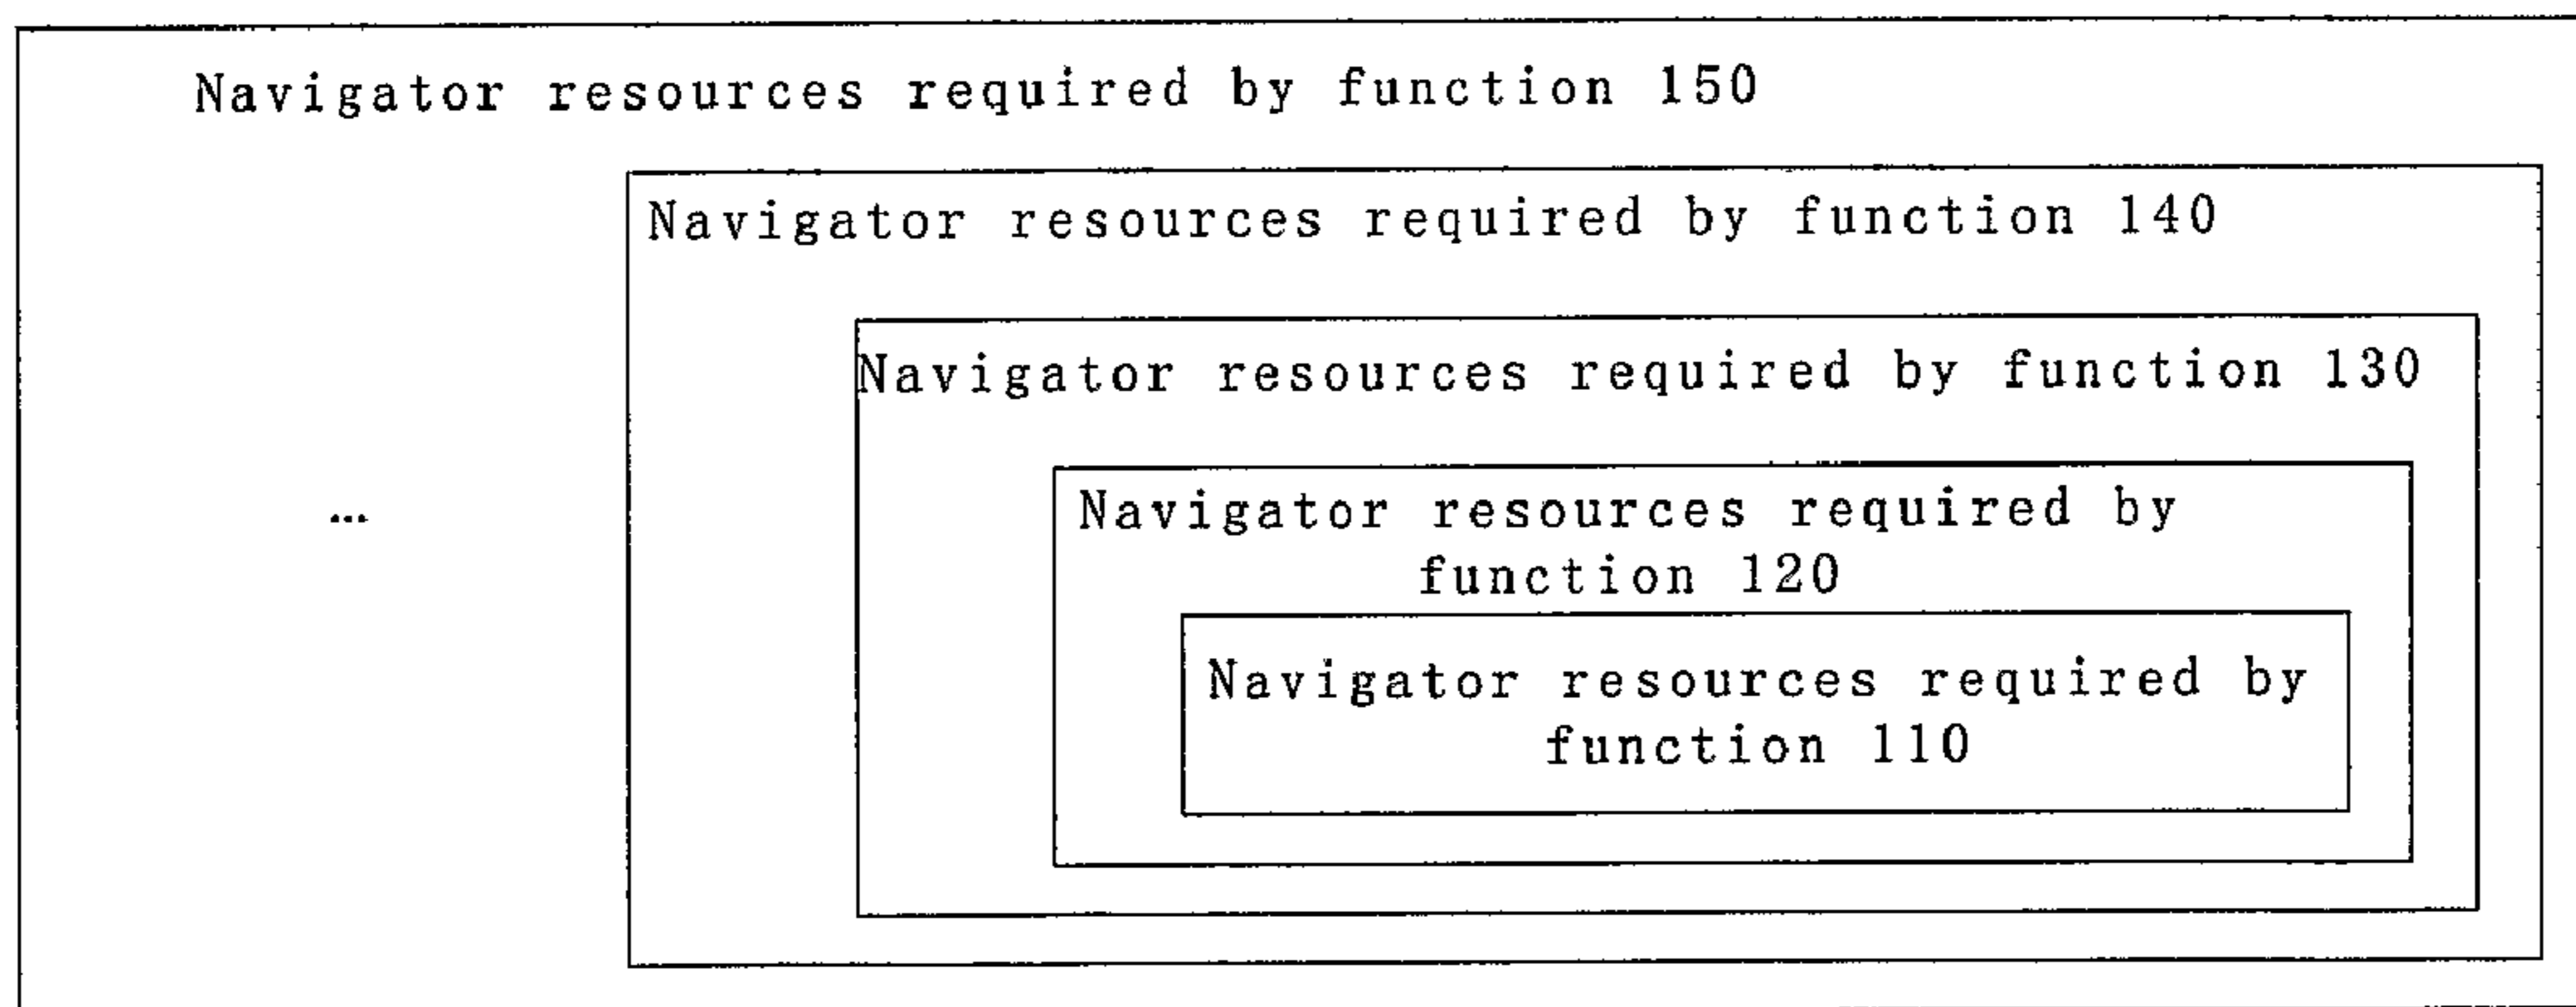 Navigator resources required by function 150
Navigator resources required by function 140
Navigator resources required by function 130
…
Navigator resources required by
function 120
Navigator resources required by
function 110